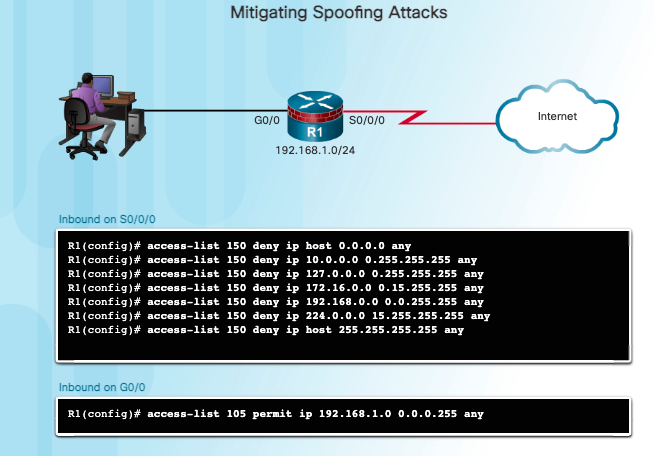 Mitigating Spoofing Attacks
Internet
G0/0
S0/0/0
R1
192.168.1.0/24
Inbound on S0/0/0
R1(config)# access-list 150 deny ip host 0.0.0.0 any
R1(config)# access-list 150 deny ip 10.0.0.0 0.255.255.255 any
R1(config)# access-list 150 deny ip 127.0.0.0 0.255.255.255 any
R1(config)# access-list 150 deny ip 172.16.0.0 0.15.255.255 any
R1(config)# access-list 150 deny ip 192.168.0.0 0.0.255.255 any
R1(config)# access-list 150 deny ip 224.0.0.0 15.255.255.255 any
R1(config)# access-list 150 deny ip host 255.255.255.255 any
Inbound on G0/0
R1(config)# access-list 105 permit ip 192.168.1.0 0.0.0.255 any